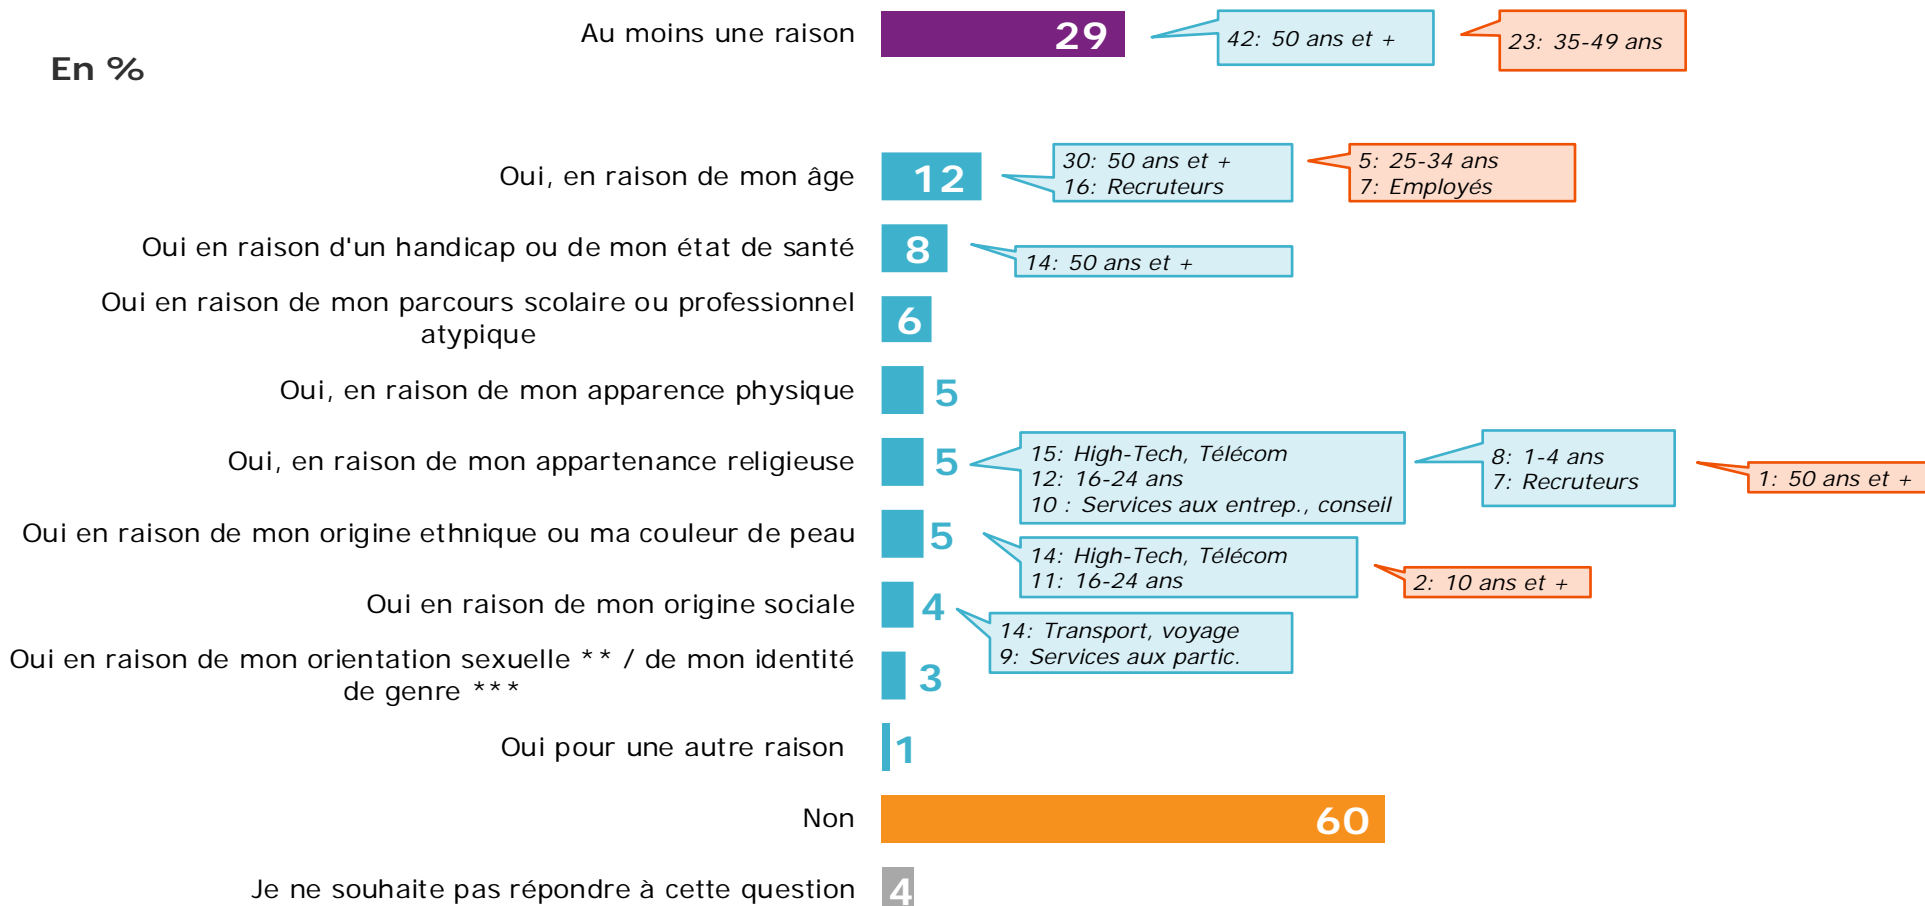 Au moins une raison
29
42: 50 ans et +
23: 35-49 ans
En %
Oui, en raison de mon âge
12
30: 50 ans et +
16: Recruteurs
5: 25-34 ans
7: Employés
Oui en raison d'un handicap ou de mon état de santé
8
14: 50 ans et +
Oui en raison de mon parcours scolaire ou professionnel
atypique
6
Oui, en raison de mon apparence physique
5
Oui, en raison de mon appartenance religieuse
5
15: High-Tech, Télécom
12: 16-24 ans
10 : Services aux entrep., conseil
8: 1-4 ans
7: Recruteurs
1: 50 ans et +
Oui en raison de mon origine ethnique ou ma couleur de peau
5
14: High-Tech, Télécom
11: 16-24 ans
2: 10 ans et +
Oui en raison de mon origine sociale
4
14: Transport, voyage
9: Services aux partic.
Oui en raison de mon orientation sexuelle ** / de mon identité
de genre ***
3
Oui pour une autre raison
1
Non
60
Je ne souhaite pas répondre à cette question
4